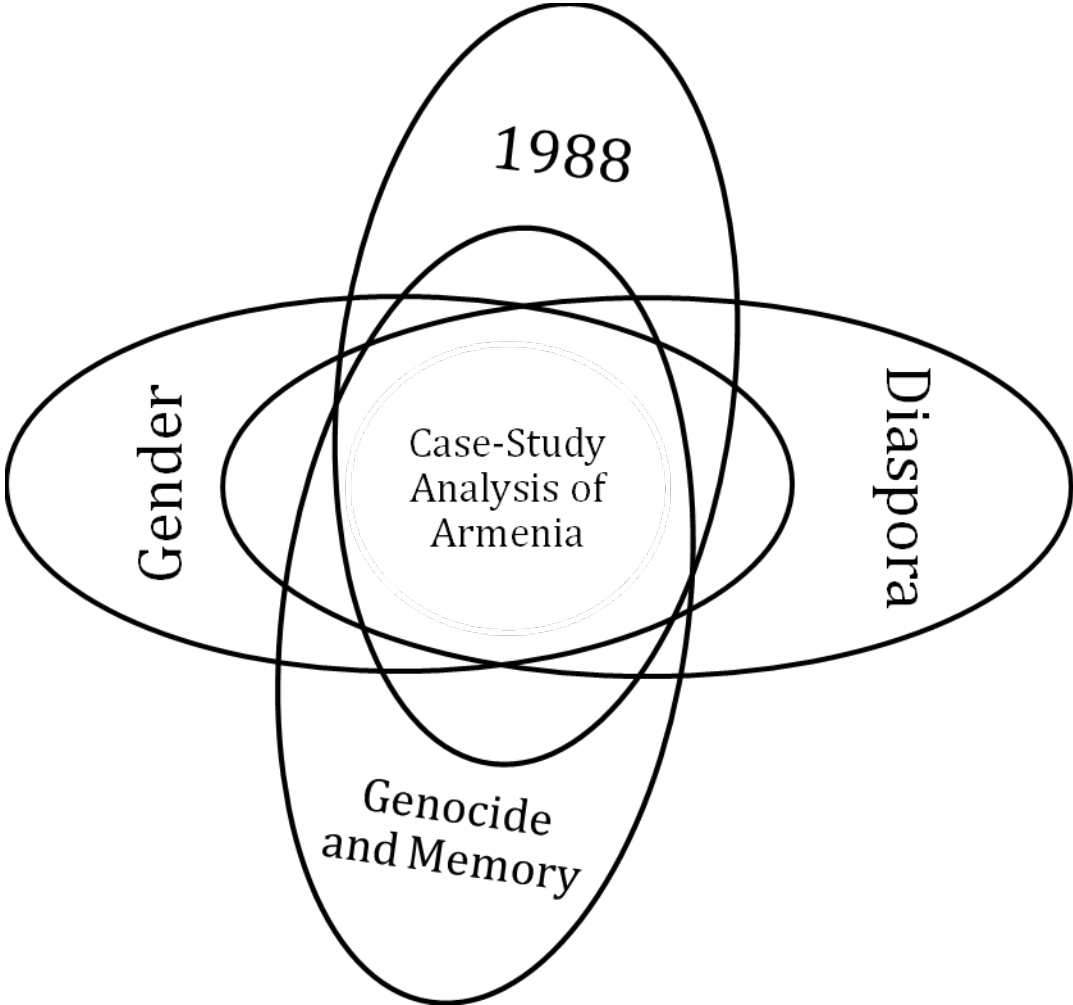 1988
Gender
Case-Study
Analysis of
Armenia
Diaspora
Genocide
and Memory